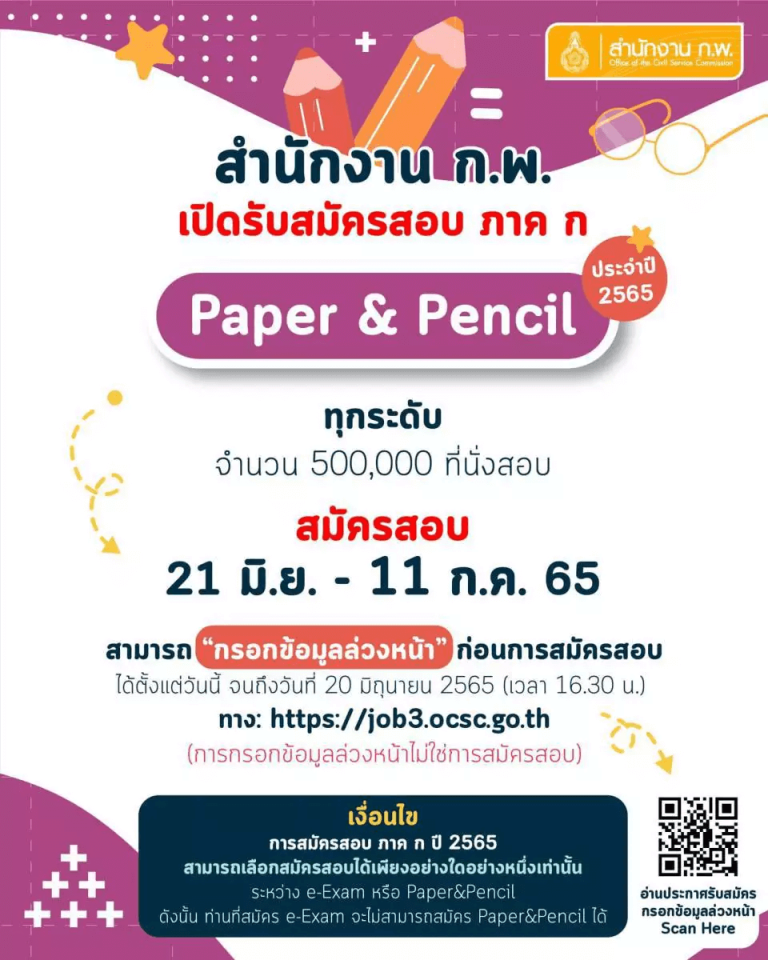 สำนักงาน ก.พ.
Office of the Civil Service Commission
สำนักงาน ก.พ.
เปิดรับสมัครสอบ ภาค ก
ประจำปี
2565
Paper & Pencil
ทุกระดับ
จำนวน 500,000 ที่นั่งสอบ
สมัครสอบ
21 มิ.ย. - 11 ก.ค. 65
สามารถ "กรอกข้อมูลล่วงหน้า" ก่อนการสมัครสอบ
ได้ตั้งแต่วันนี้ จนถึงวันที่ 20 มิถุนายน 2565 (เวลา 16.30 น.)
ทาง: https://job3.ocsc.go.th
(การกรอกข้อมูลล่วงหน้าไม่ใช่การสมัครสอบ)
เงื่อนไข
การสมัครสอบ ภาค ก ปี 2565
สามารถเลือกสมัครสอบได้เพียงอย่างใดอย่างหนึ่งเท่านั้น
ระหว่าง e-Exam หรือ Paper&Pencil
ดังนั้น ท่านที่สมัคร e-Exam จะไม่สามารถสมัคร Paper&Pencil ได้
อ่านประกาศรับสมัคร
กรอกข้อมูลล่วงหน้า
Scan Here